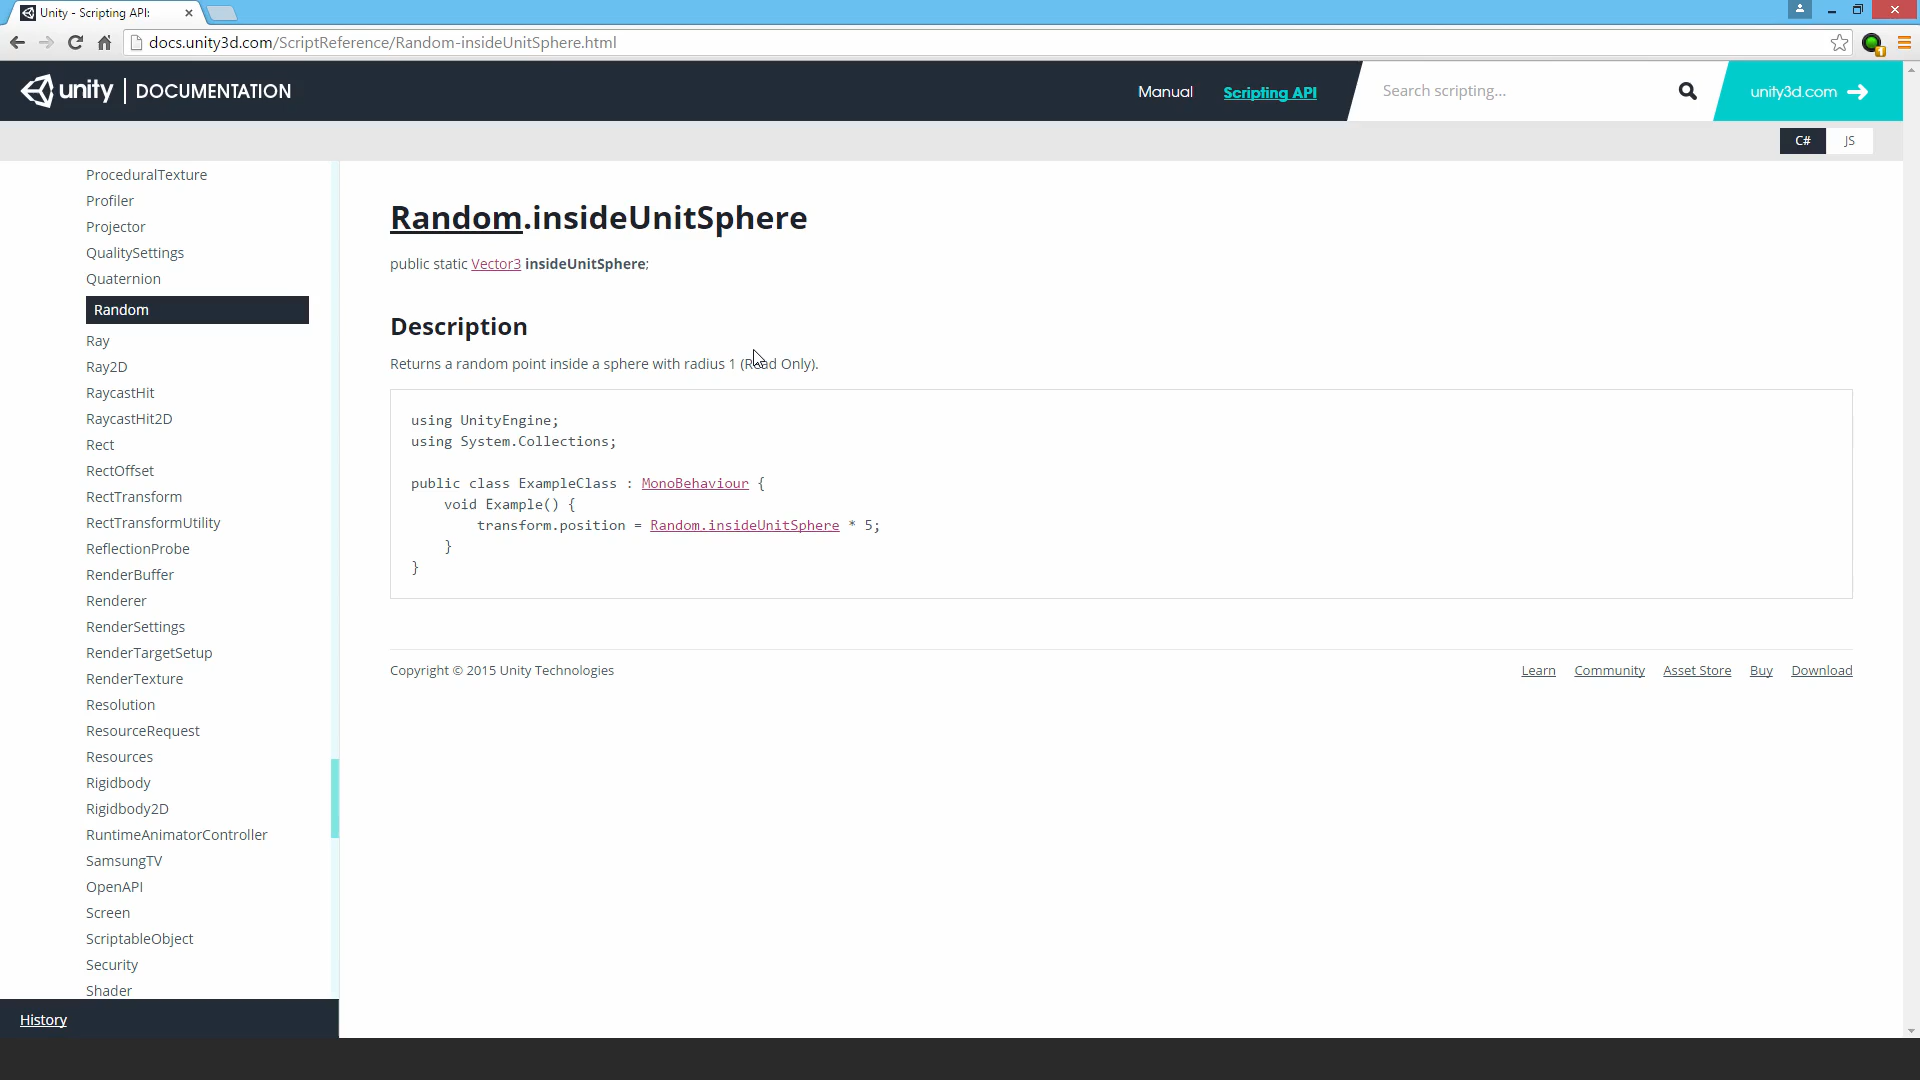 Unity - Scripting API:
docs.unity3d.com/ScriptReference/Random-insideUnitSphere.html
unity | DOCUMENTATION
Manual
Scripting API
Search scripting...
unity3d.com
C#
JS
ProceduralTexture
Profiler
Projector
QualitySettings
Quaternion
Random
Ray
Ray2D
RaycastHit
RaycastHit2D
Rect
RectOffset
RectTransform
RectTransformUtility
ReflectionProbe
RenderBuffer
Renderer
RenderSettings
RenderTargetSetup
RenderTexture
Resolution
ResourceRequest
Resources
Rigidbody
Rigidbody2D
RuntimeAnimatorController
SamsungTV
OpenAPI
Screen
ScriptableObject
Security
Shader
History
Random.insideUnitSphere
public static Vector3 insideUnitSphere;
Description
Returns a random point inside a sphere with radius 1 (Read Only).
using UnityEngine;
using System.Collections;
public class ExampleClass : MonoBehaviour {
void Example() {
transform.position = Random.insideUnitSphere * 5;
}
}
Copyright © 2015 Unity Technologies
Learn
Community
Asset Store
Buy
Download